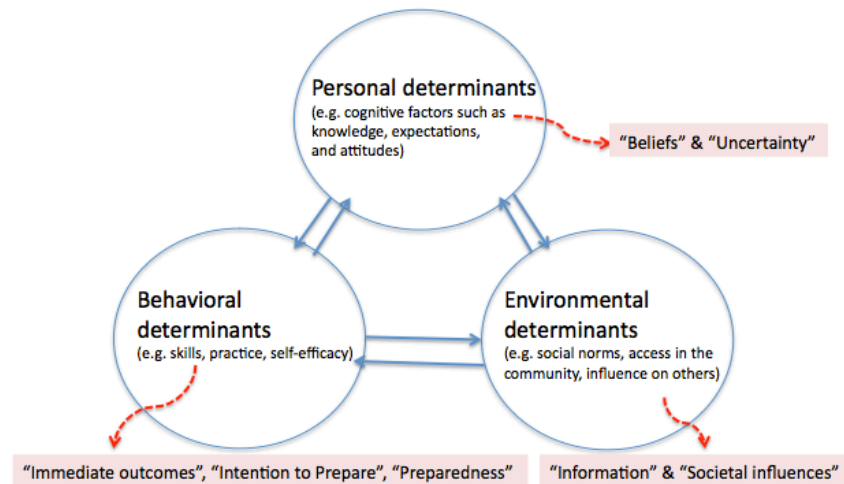 Personal determinants
(e.g. cognitive factors such as
knowledge, expectations,
and attitudes)
“Beliefs” & “Uncertainty”
Behavioral
determinants
(e.g. skills, practice, self-efficacy)
Environmental
determinants
(e.g. social norms, access in the
community, influence on others)
“Immediate outcomes”, “Intention to Prepare”, “Preparedness”
“Information” & “Societal influences”